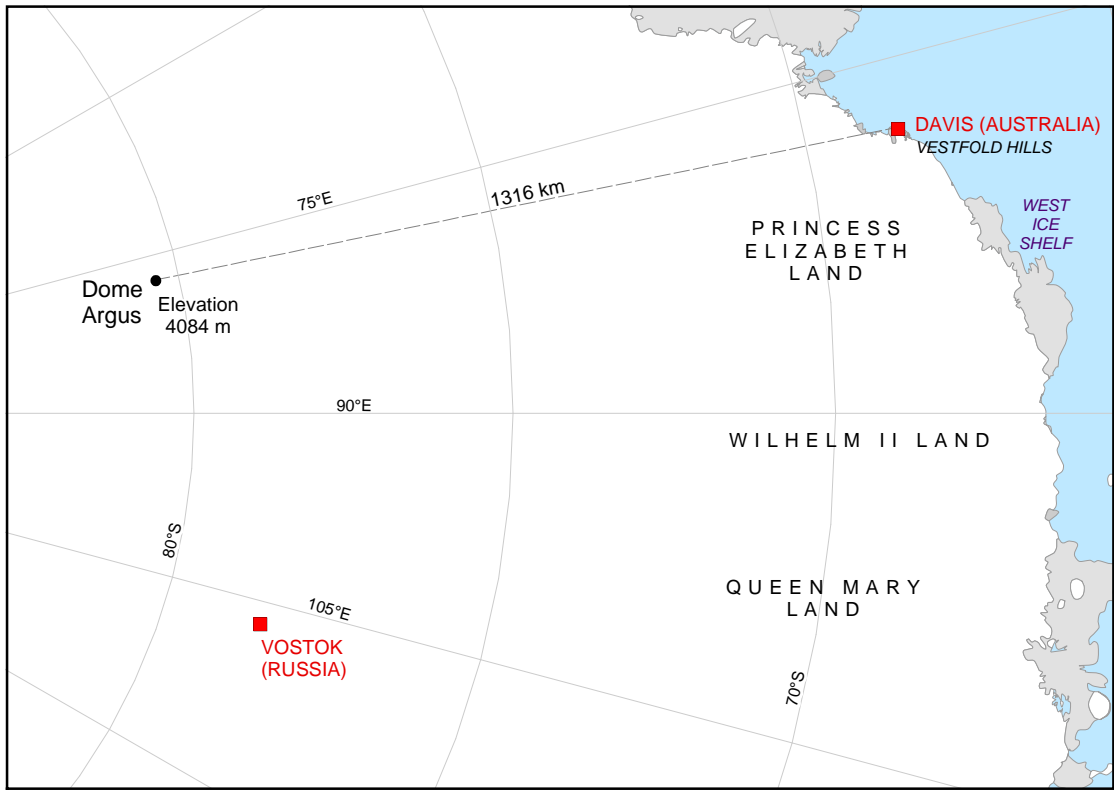 DAVIS (AUSTRALIA)
VESTFOLD HILLS
1316 km
75°E
WEST
ICE
SHELF
PRINCESS
ELIZABETH
LAND
Dome
Argus
Elevation
4084 m
90°E
WILHELM II LAND
80°S
105°E
QUEEN MARY
LAND
VOSTOK
(RUSSIA)
70°S